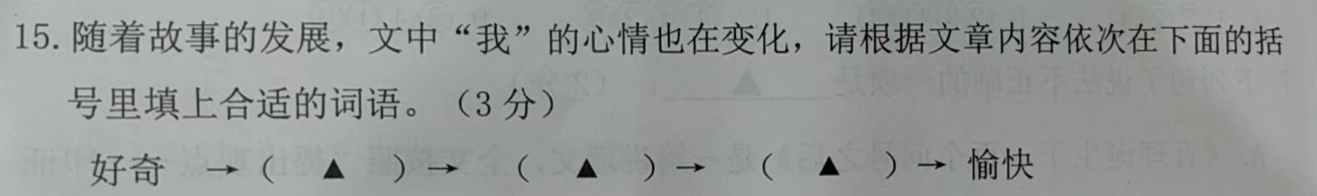 15. 随着故事的发展，文中“我”的心情也在变化，请根据文章内容依次在下面的括
号里填上合适的词语。（3 分）
好奇 →（ ▲ ）→ （ ▲ ）→ （ ▲ ）→ 愉快